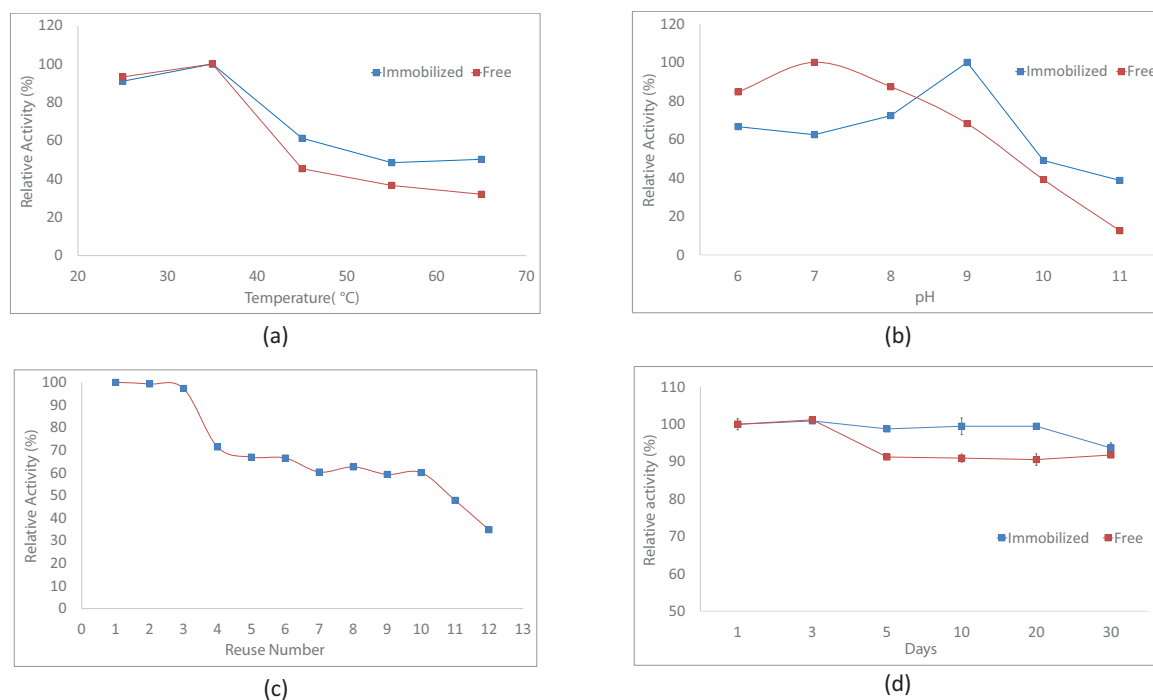 120
100
80
60
40
20
0
Relative Activity (%)
Immobilized Free
20 30 40 50 60 70
Temperature( °C)
(a)
120
100
80
60
40
20
0
Relative Activity (%)
Immobilized Free
6 7 8 9 10 11
pH
(b)
100
90
80
70
60
50
40
30
20
10
0
Relative Activity (%)
0 1 2 3 4 5 6 7 8 9 10 11 12 13
Reuse Number
(c)
110
100
90
80
70
60
50
Relative activity (%)
Immobilized Free
1 3 5 10 20 30
Days
(d)